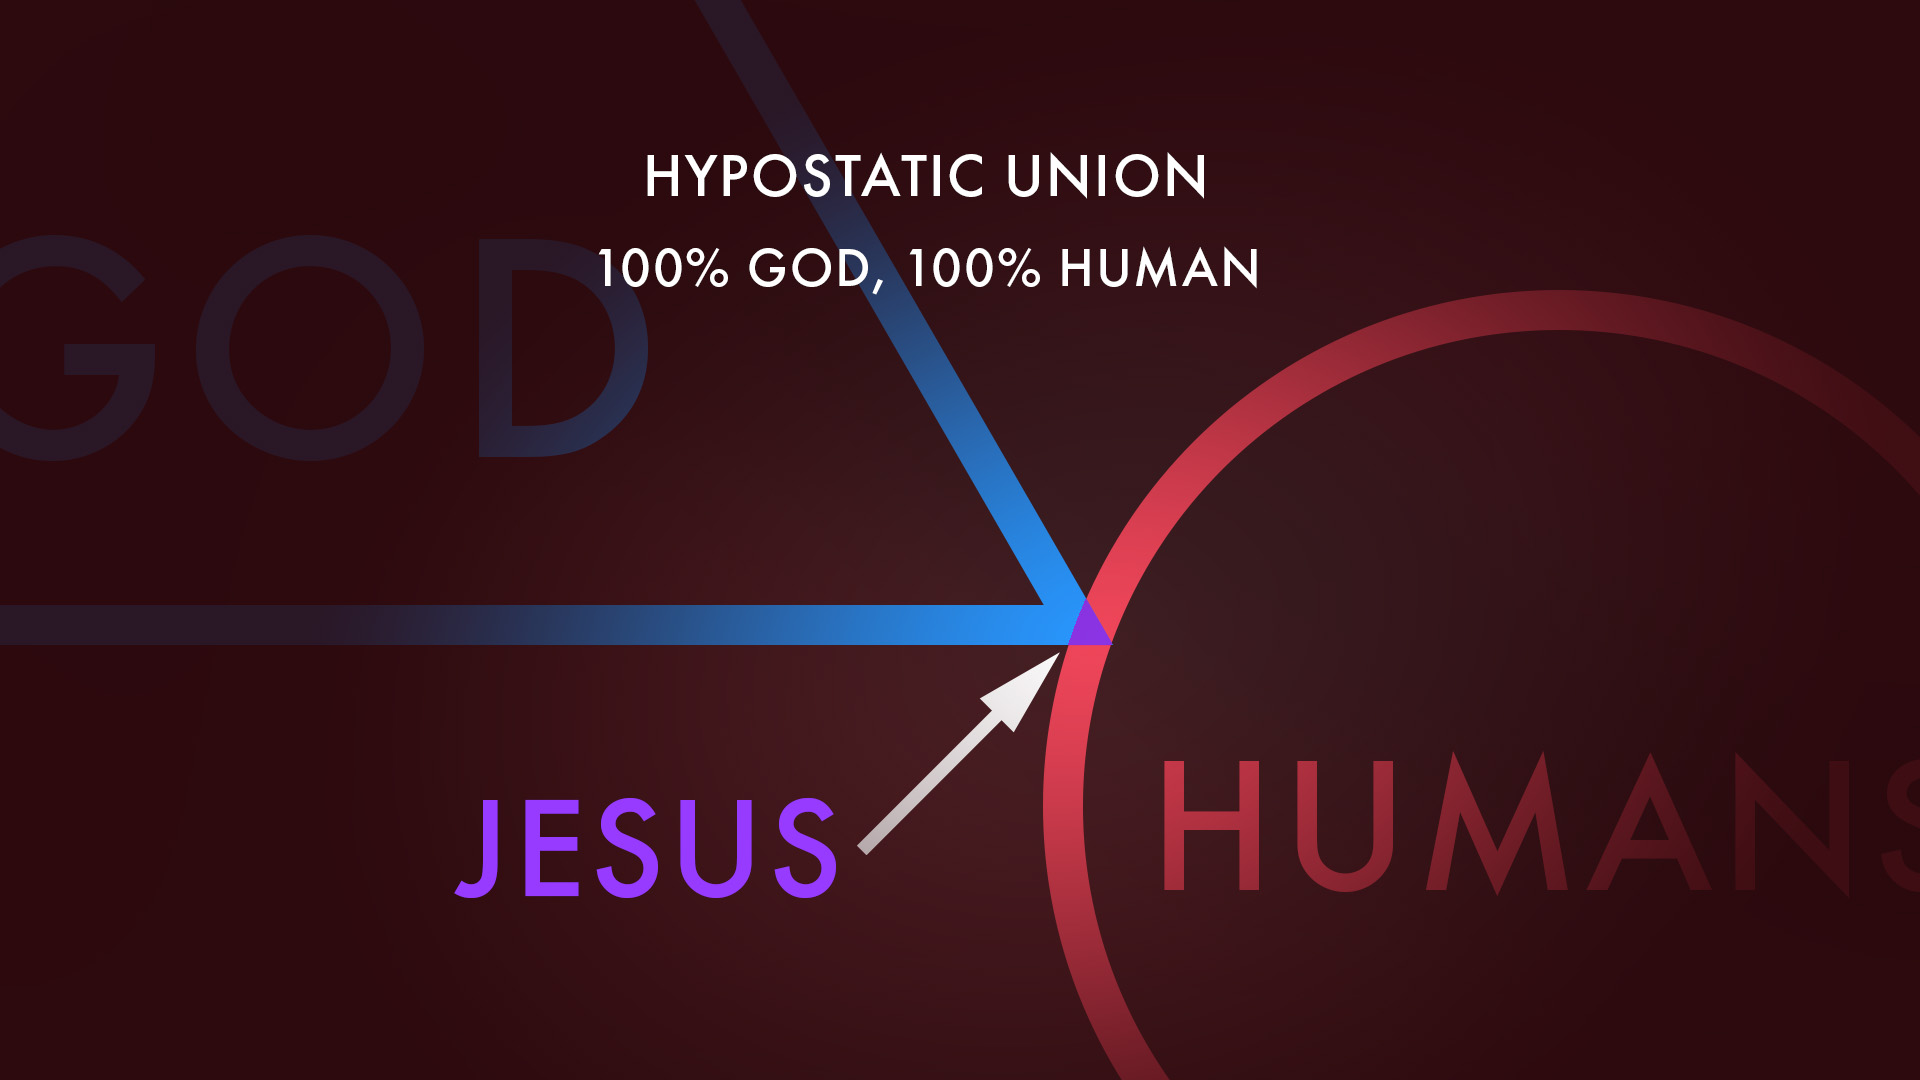 HYPOSTATIC UNION
100% GOD, 100% HUMAN
GOD
JESUS
HUMANS